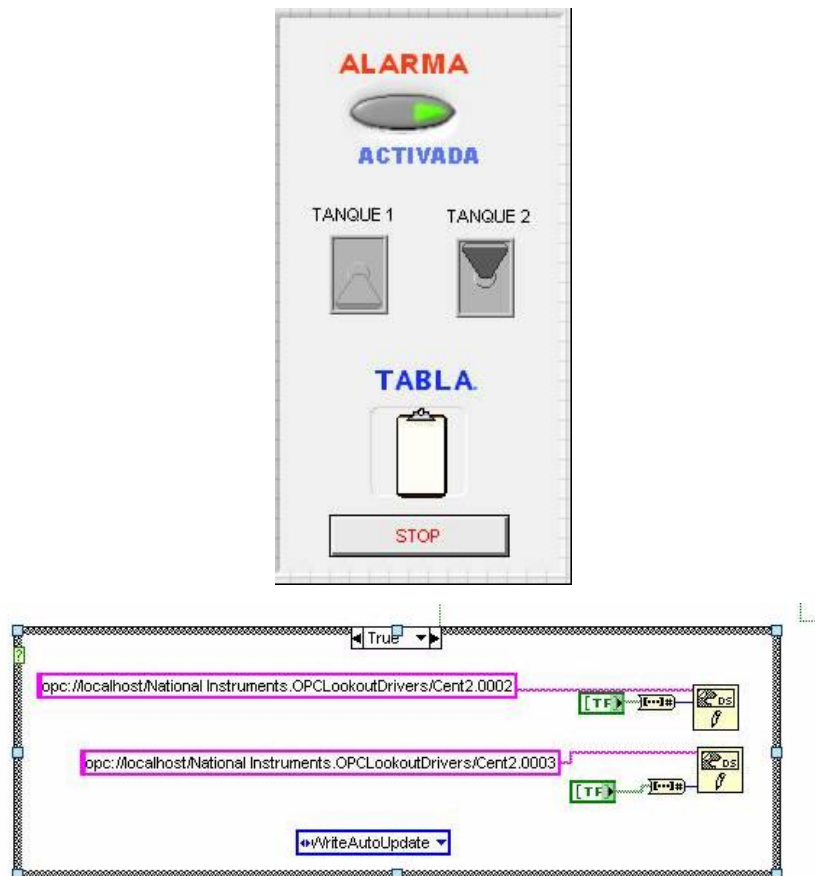 ALARMA
ACTIVADA
TANQUE 1 TANQUE 2
TABLA.
STOP
True
?
opc://localhost/National Instruments.OPCLookoutDrivers/Cent2.0002
TF [...]# DS
opc://localhost/National Instruments.OPCLookoutDrivers/Cent2.0003
TF [...]# DS
WriteAutoUpdate